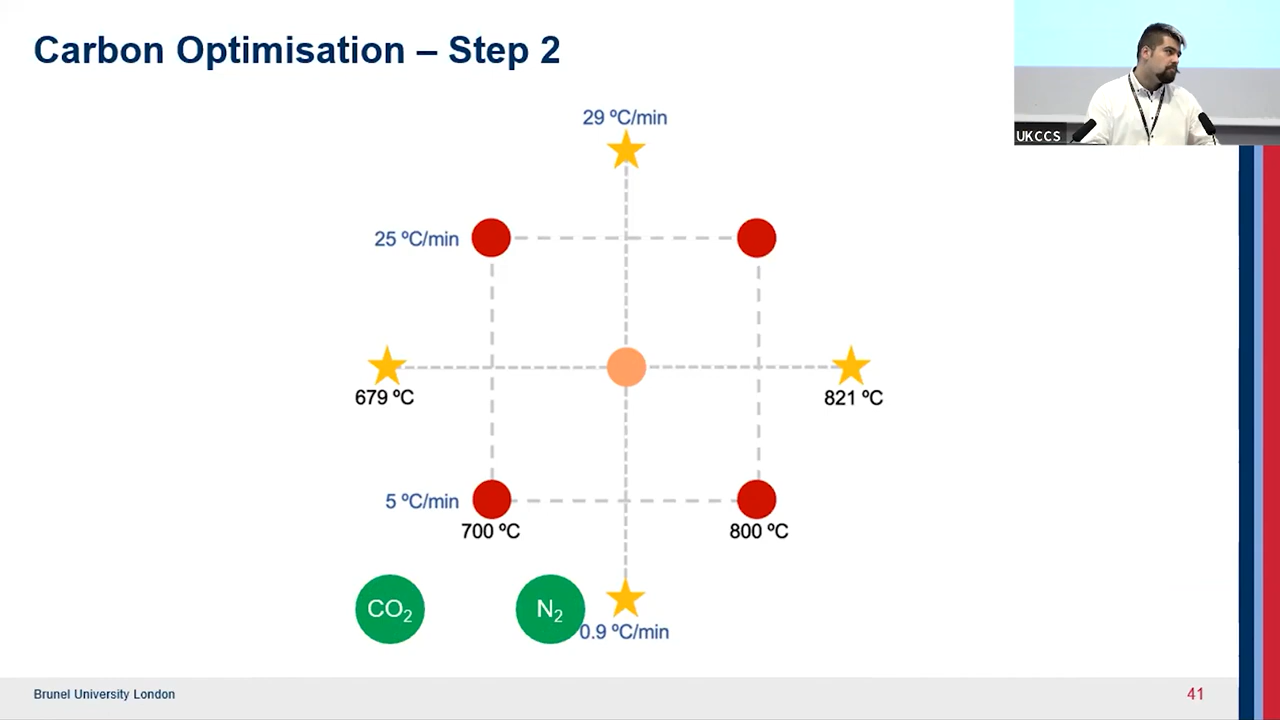 Carbon Optimisation – Step 2
UKCCS
29 ºC/min
25 ºC/min
679 ºC
821 ºC
5 ºC/min
700 ºC
800 ºC
CO₂
N₂
0.9 ºC/min
Brunel University London
41